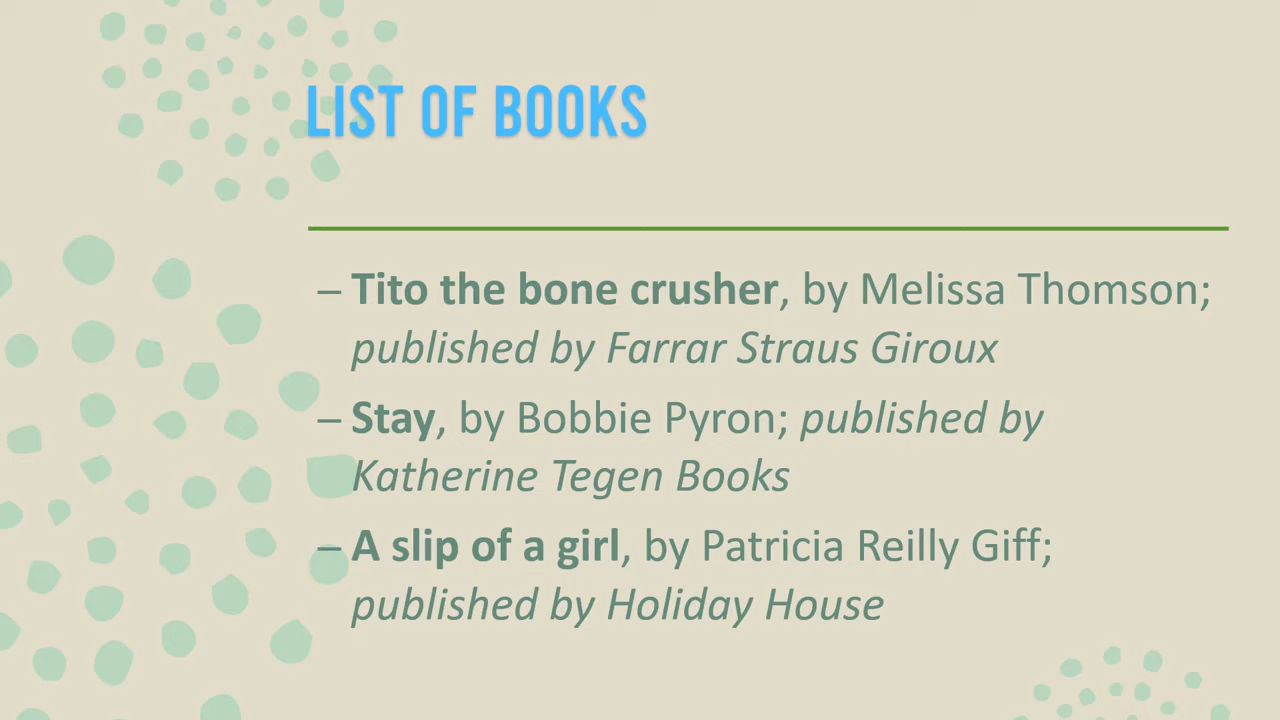 LIST OF BOOKS
– Tito the bone crusher, by Melissa Thomson;
published by Farrar Straus Giroux
– Stay, by Bobbie Pyron; published by
Katherine Tegen Books
– A slip of a girl, by Patricia Reilly Giff;
published by Holiday House